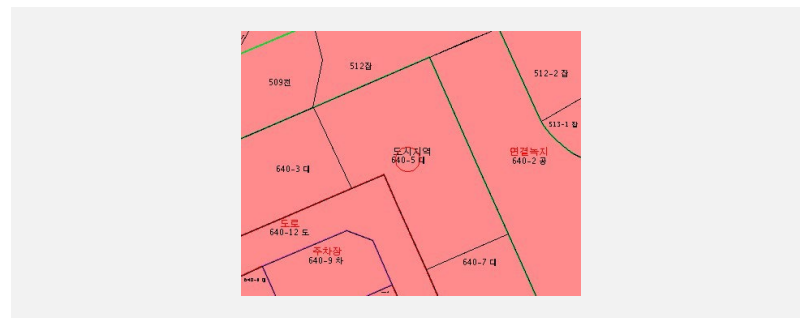 512잡
512-2 잡
509전
513-1 잡
도시지역
640-5 대
연결녹지
640-2 공
640-3 대
도로
640-12 도
주차장
640-9 차
640-7 대